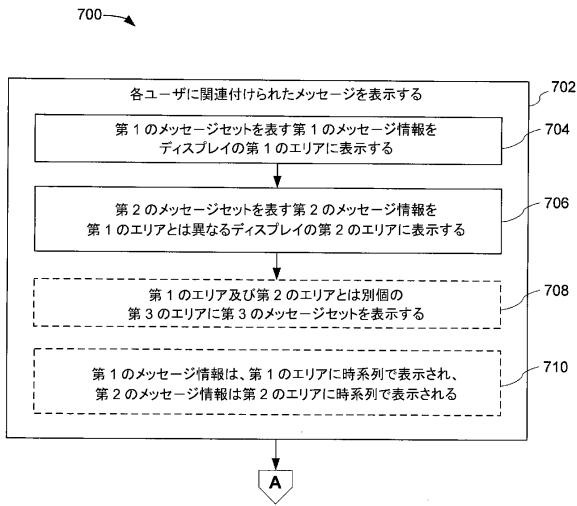 700
各ユーザに関連付けられたメッセージを表示する
702
第1のメッセージセットを表す第1のメッセージ情報を
ディスプレイの第1のエリアに表示する
704
第2のメッセージセットを表す第2のメッセージ情報を
第1のエリアとは異なるディスプレイの第2のエリアに表示する
706
第1のエリア及び第2のエリアとは別個の
第3のエリアに第3のメッセージセットを表示する
708
第1のメッセージ情報は、第1のエリアに時系列で表示され、
第2のメッセージ情報は第2のエリアに時系列で表示される
710
A